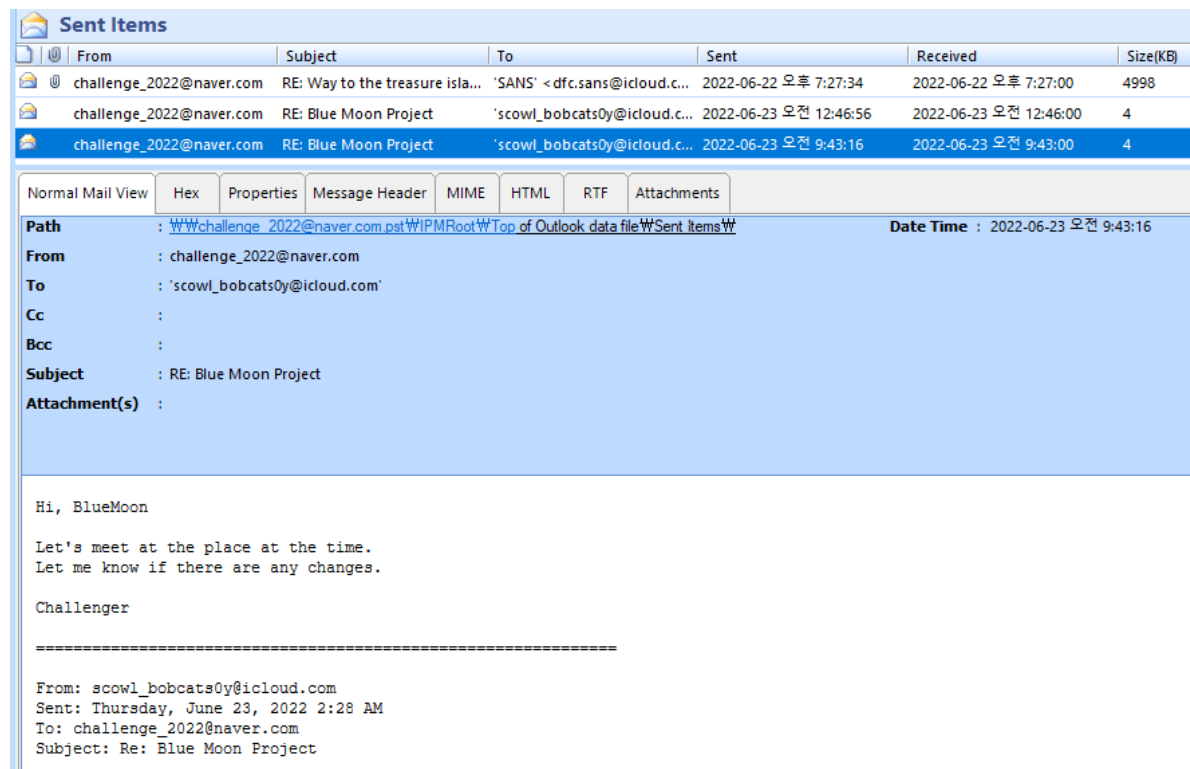 Sent Items
From Subject To Sent Received Size(KB)
challenge_2022@naver.com RE: Way to the treasure isla... 'SANS' <dfc.sans@icloud.c... 2022-06-22 오후 7:27:34 2022-06-22 오후 7:27:00 4998
challenge_2022@naver.com RE: Blue Moon Project 'scowl_bobcats0y@icloud.c... 2022-06-23 오전 12:46:56 2022-06-23 오전 12:46:00 4
challenge_2022@naver.com RE: Blue Moon Project 'scowl_bobcats0y@icloud.c... 2022-06-23 오전 9:43:16 2022-06-23 오전 9:43:00 4
Normal Mail View Hex Properties Message Header MIME HTML RTF Attachments
Path : ₩₩challenge_2022@naver.com.pst₩IPMRoot₩Top of Outlook data file₩Sent Items₩ Date Time : 2022-06-23 오전 9:43:16
From : challenge_2022@naver.com
To : 'scowl_bobcats0y@icloud.com'
Cc :
Bcc :
Subject : RE: Blue Moon Project
Attachment(s) :
Hi, BlueMoon
Let's meet at the place at the time.
Let me know if there are any changes.
Challenger
==============================================================
From: scowl_bobcats0y@icloud.com
Sent: Thursday, June 23, 2022 2:28 AM
To: challenge_2022@naver.com
Subject: Re: Blue Moon Project